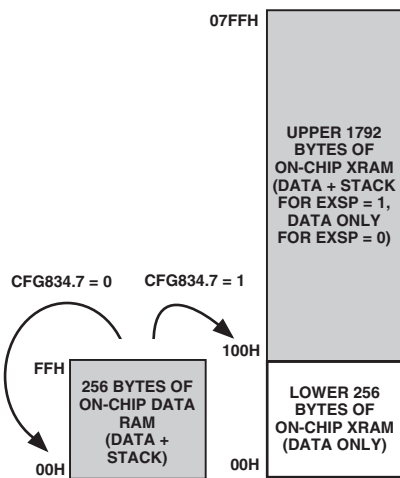 07FFH
UPPER 1792
BYTES OF
ON-CHIP XRAM
(DATA + STACK
FOR EXSP = 1,
DATA ONLY
FOR EXSP = 0)
CFG834.7 = 0
CFG834.7 = 1
100H
FFH
256 BYTES OF
ON-CHIP DATA
RAM
(DATA +
STACK)
00H
LOWER 256
BYTES OF
ON-CHIP XRAM
(DATA ONLY)
00H